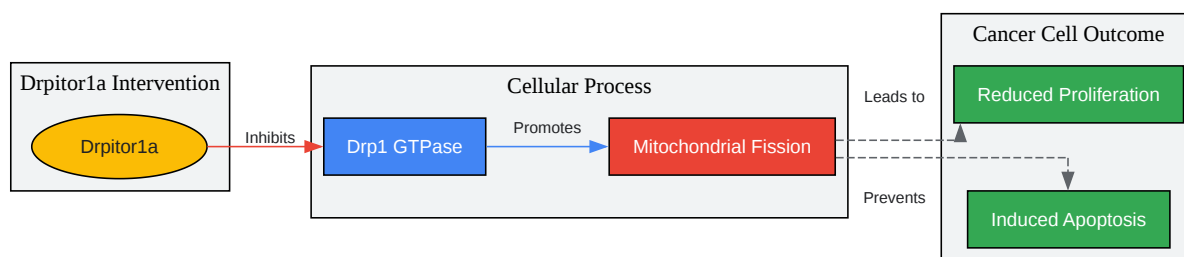 Drpitor1a Intervention
Drpitor1a
Inhibits
Cellular Process
Drp1 GTPase
Promotes
Mitochondrial Fission
Leads to
Prevents
Cancer Cell Outcome
Reduced Proliferation
Induced Apoptosis